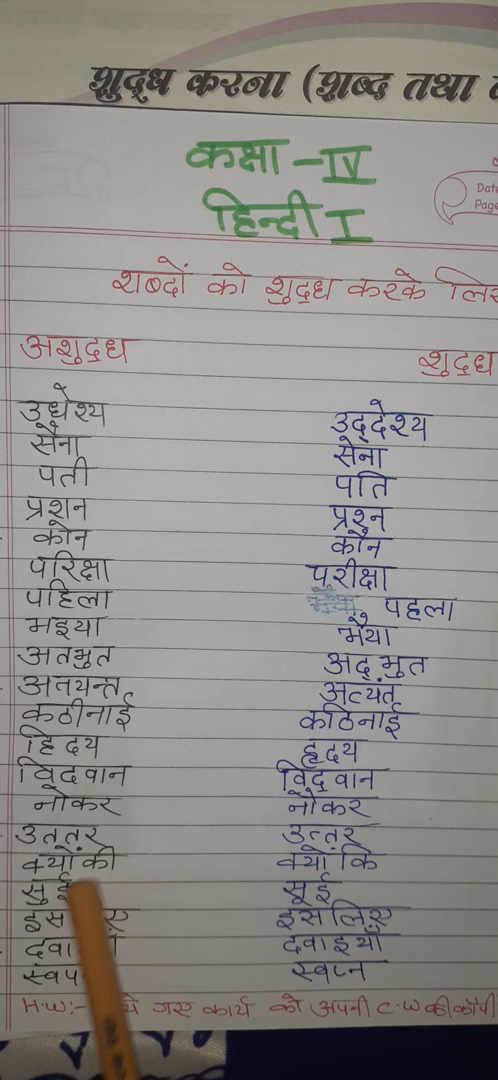 शुद्ध करना (शब्द तथा
कक्षा - IV
Date
Page
हिन्दी I
शब्दों को शुद्ध करके
अशुद्ध शुद्ध
उधेश्य उद्देश्य
सैना सेना
पती पति
प्रशन प्रश्न
कोन कौन
परिक्षा परीक्षा
पहिला पहला
मइया मैया
अतभुत अद्भुत
अतयन्त अत्यंत
कठीनाई कठिनाई
हिदय हृदय
विदवान विद्वान
नोकर नौकर
उततर उत्तर
क्योंकी क्योंकि
सुई सूई
इसलिए
दवाइयाँ
स्वप्न
H.W:- गए कार्य को अपनी C.W की कॉपी